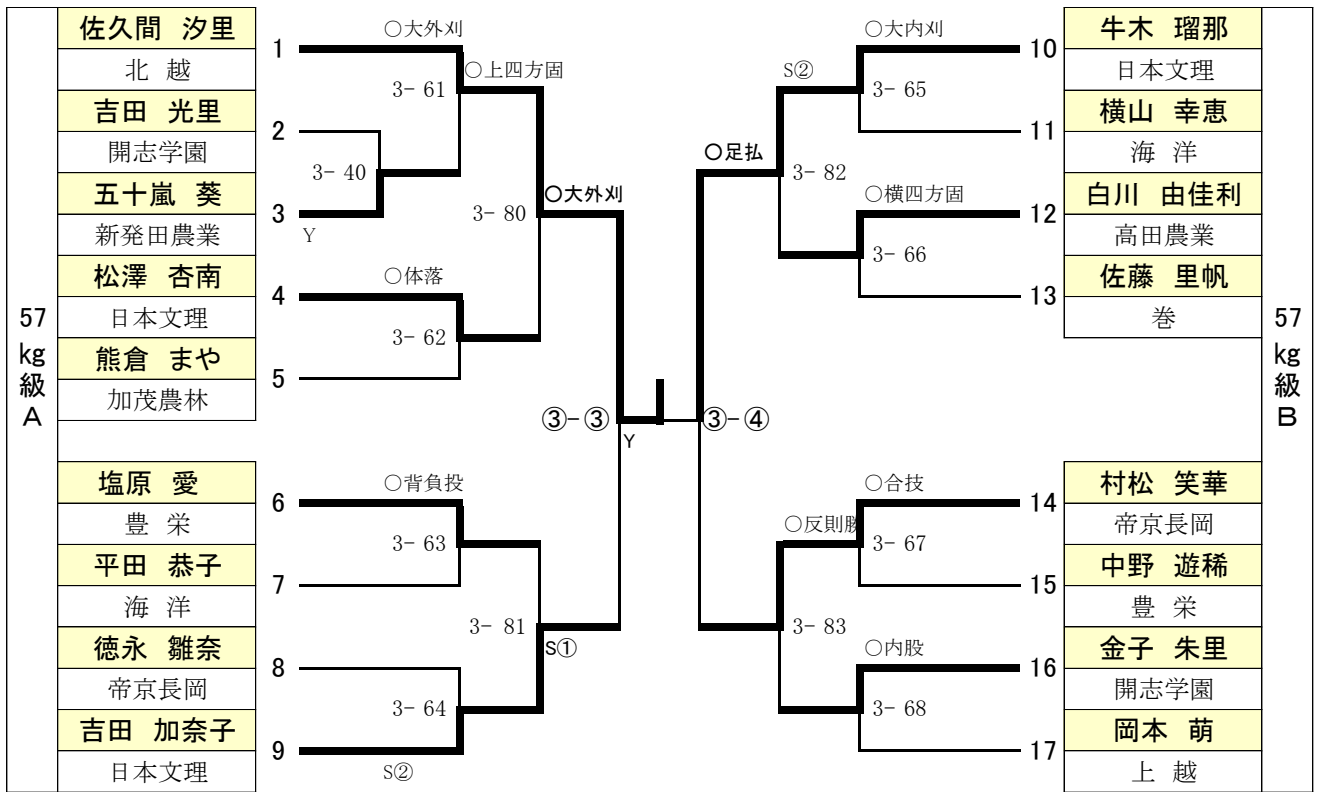 57
kg
級
A
佐久間 汐里
北 越
吉田 光里
開志学園
五十嵐 葵
新発田農業
松澤 杏南
日本文理
熊倉 まや
加茂農林
塩原 愛
豊 栄
平田 恭子
海 洋
徳永 雛奈
帝京長岡
吉田 加奈子
日本文理
1
2
3
4
5
6
7
8
9
○大外刈
3- 61
○上四方固
3- 40
Y
3- 80
○大外刈
○体落
3- 62
③-③
Y
○背負投
3- 63
3- 81
S①
3- 64
S②
③-④
○足払
S②
○大内刈
3- 65
3- 82
○横四方固
3- 66
○合技
○反則勝
3- 67
3- 83
○内股
3- 68
10
11
12
13
14
15
16
17
牛木 瑠那
日本文理
横山 幸恵
海 洋
白川 由佳利
高田農業
佐藤 里帆
巻
村松 笑華
帝京長岡
中野 遊稀
豊 栄
金子 朱里
開志学園
岡本 萌
上 越
57
kg
級
B